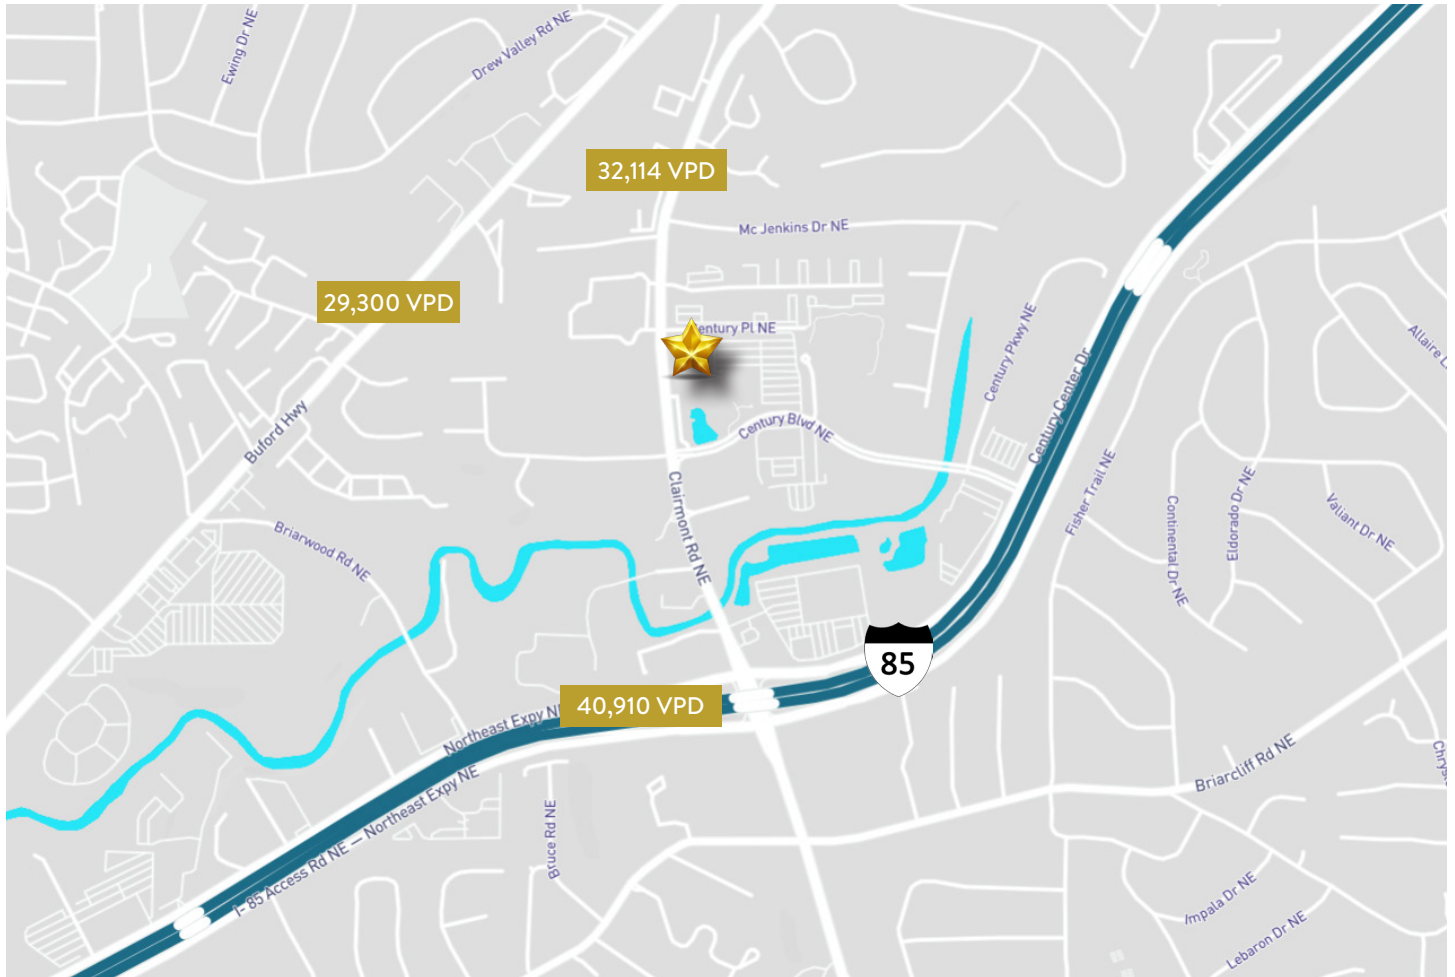 Ewing Dr NE
Drew Valley Rd NE
32,114 VPD
Mc Jenkins Dr NE
29,300 VPD
entury Pl NE
Century Pkwy NE
Allaire L
Century Center Dr
Buford Hwy
Century Blvd NE
Clairmont Rd NE
Fisher Trail NE
Continental Dr NE
Eldorado Dr NE
Valiant Dr NE
Briarwood Rd NE
85
40,910 VPD
Northeast Expy NE
I- 85 Access Rd NE — Northeast Expy NE
Briarcliff Rd NE
Chrys
Bruce Rd NE
Impala Dr NE
Lebaron Dr NE